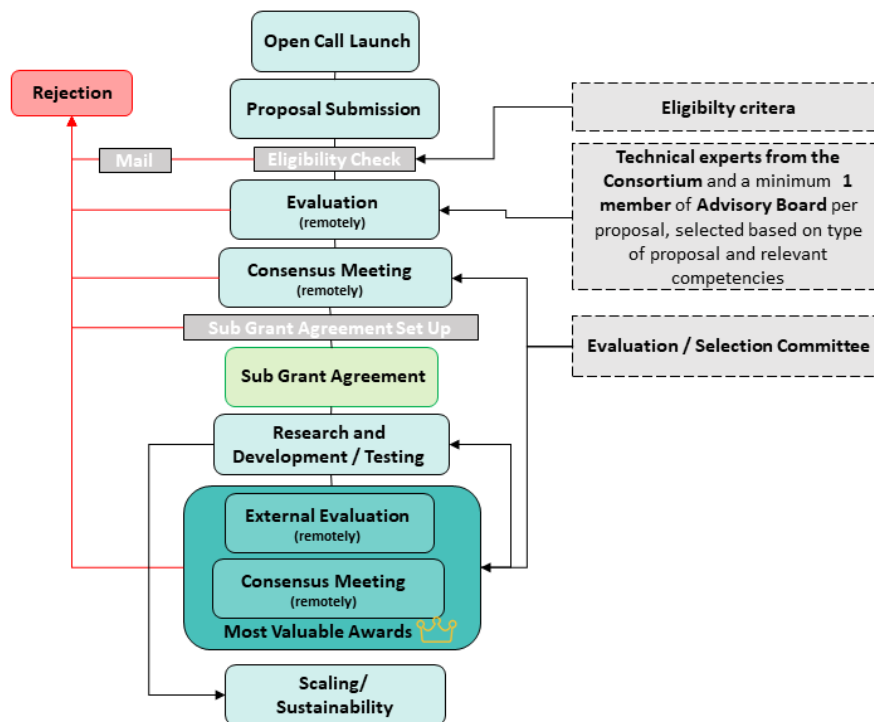 Open Call Launch
Rejection
Proposal Submission
Eligibilty critera
Mail
Eligibility Check
Technical experts from the
Consortium and a minimum 1
member of Advisory Board per
proposal, selected based on type
of proposal and relevant
competencies
Evaluation
(remotely)
Consensus Meeting
(remotely)
Sub Grant Agreement Set Up
Evaluation / Selection Committee
Sub Grant Agreement
Research and
Development / Testing
External Evaluation
(remotely)
Consensus Meeting
(remotely)
Most Valuable Awards
Scaling/
Sustainability